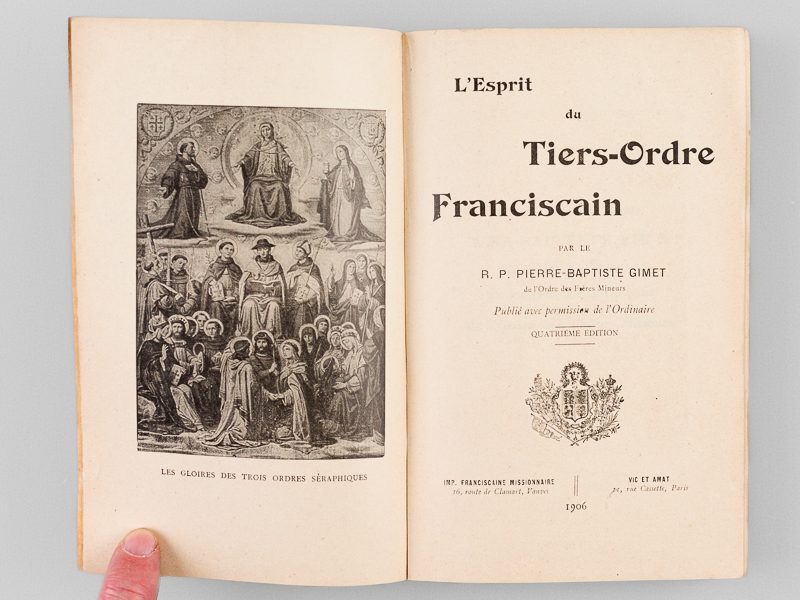 LES GLOIRES DES TROIS ORDRES SÉRAPHIQUES
L'Esprit
du
Tiers-Ordre
Franciscain
PAR LE
R. P. PIERRE-BAPTISTE GIMET
de l'Ordre des Frères Mineurs
Publié avec permission de l'Ordinaire
QUATRIÈME ÉDITION
IMP. FRANCISCAINE MISSIONNAIRE
16, route de Clamart, Vanves
VIC ET AMAT
rue Cassette, Paris
1906